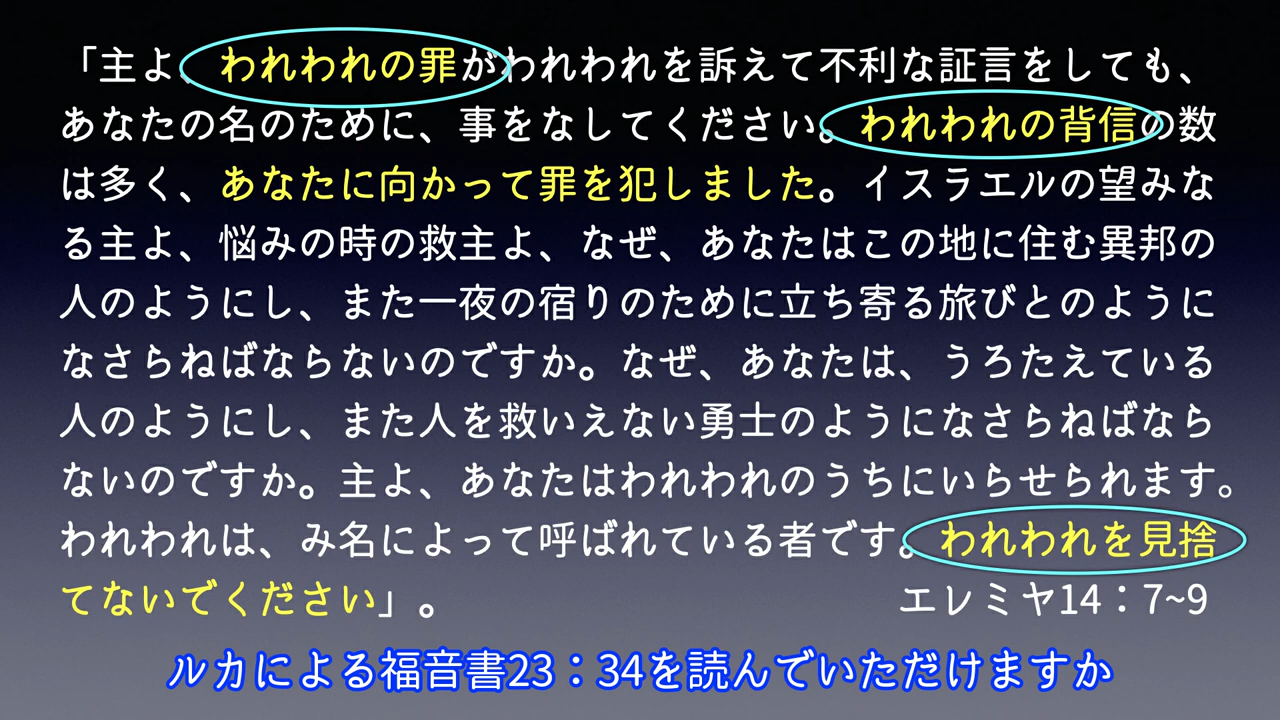 「主よ、われわれの罪がわれわれを訴えて不利な証言をしても、
あなたの名のために、事をなしてください。われわれの背信の数
は多く、あなたに向かって罪を犯しました。イスラエルの望みな
る主よ、悩みの時の救主よ、なぜ、あなたはこの地に住む異邦の
人のようにし、また一夜の宿りのために立ち寄る旅びとのように
なさらねばならないのですか。なぜ、あなたは、うろたえている
人のようにし、また人を救いえない勇士のようになさらねばなら
ないのですか。主よ、あなたはわれわれのうちにいらせられます。
われわれは、み名によって呼ばれている者です。われわれを見捨
てないでください」。 エレミヤ14：7~9
ルカによる福音書23：34を読んでいただけますか